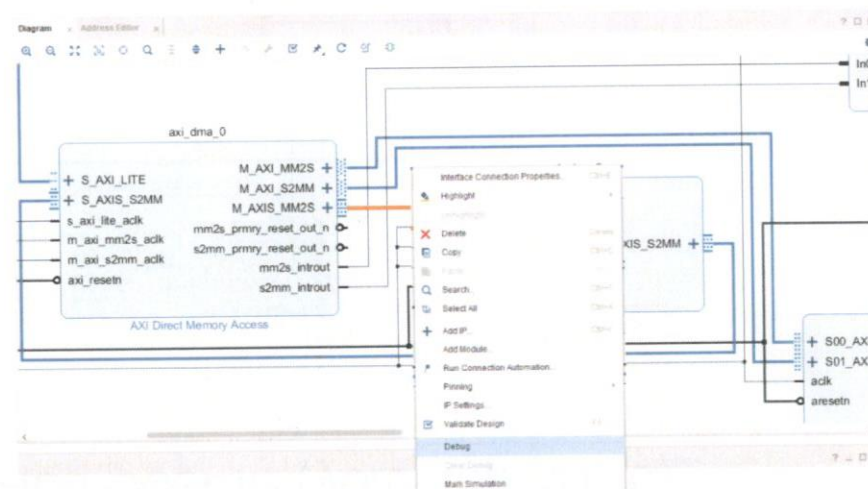 Diagram
Address Editor
In0
In1
axi_dma_0
S_AXI_LITE
S_AXIS_S2MM
s_axi_lite_aclk
m_axi_mm2s_aclk
m_axi_s2mm_aclk
axi_resetn
M_AXI_MM2S
M_AXI_S2MM
M_AXIS_MM2S
mm2s_prmry_reset_out_n
s2mm_prmry_reset_out_n
mm2s_introut
s2mm_introut
AXI Direct Memory Access
Interface Connection Properties...
Highlight
Delete
Copy
Search...
Select All
Add IP...
Add Module...
Run Connection Automation...
Pinning
IP Settings...
Validate Design
Debug
Mark Simulation
XIS_S2MM
S00_AX
S01_AX
aclk
aresetn